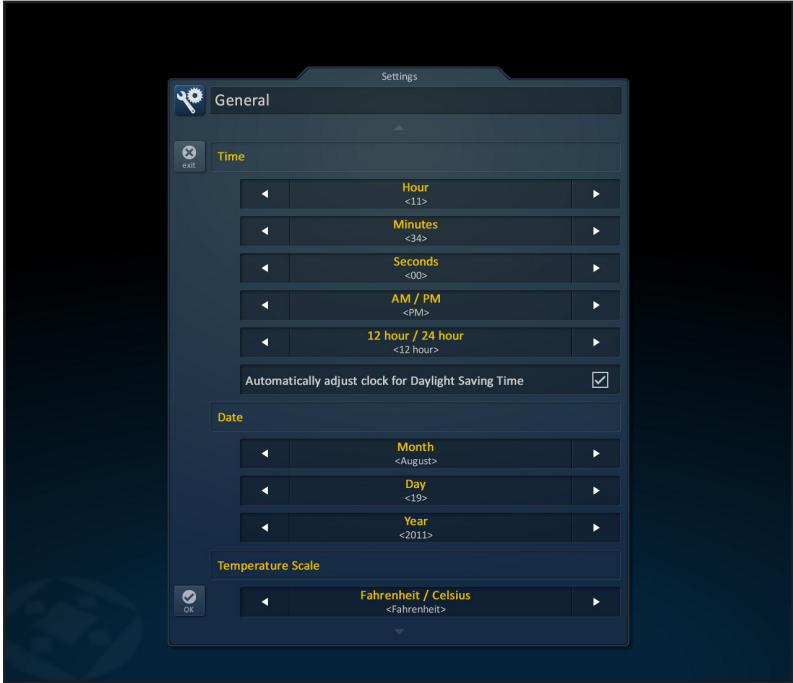 Settings
General
exit
Time
Hour
<11>
Minutes
<34>
Seconds
<00>
AM / PM
<PM>
12 hour / 24 hour
<12 hour>
Automatically adjust clock for Daylight Saving Time
Date
Month
<August>
Day
<19>
Year
<2011>
Temperature Scale
Fahrenheit / Celsius
<Fahrenheit>
OK